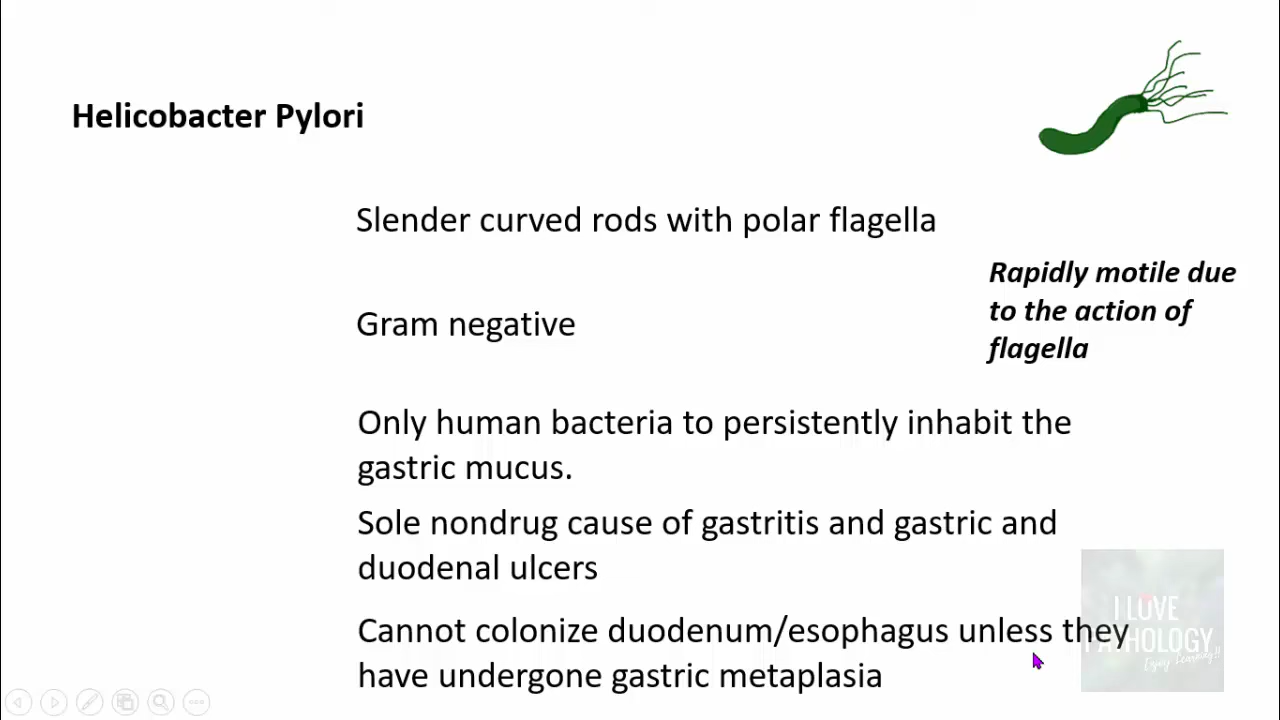 Helicobacter Pylori
Slender curved rods with polar flagella
Rapidly motile due
to the action of
flagella
Gram negative
Only human bacteria to persistently inhabit the
gastric mucus.
Sole nondrug cause of gastritis and gastric and
duodenal ulcers
Cannot colonize duodenum/esophagus unless they
have undergone gastric metaplasia
I LOVE
PATHOLOGY
Enjoy Learning!!